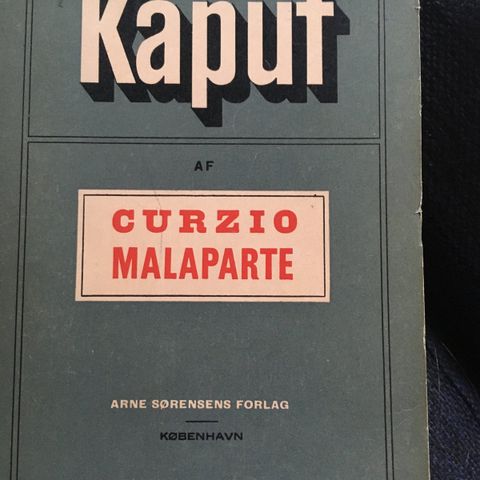 Kaput
AF
CURZIO
MALAPARTE
ARNE SØRENSENS FORLAG
KØBENHAVN